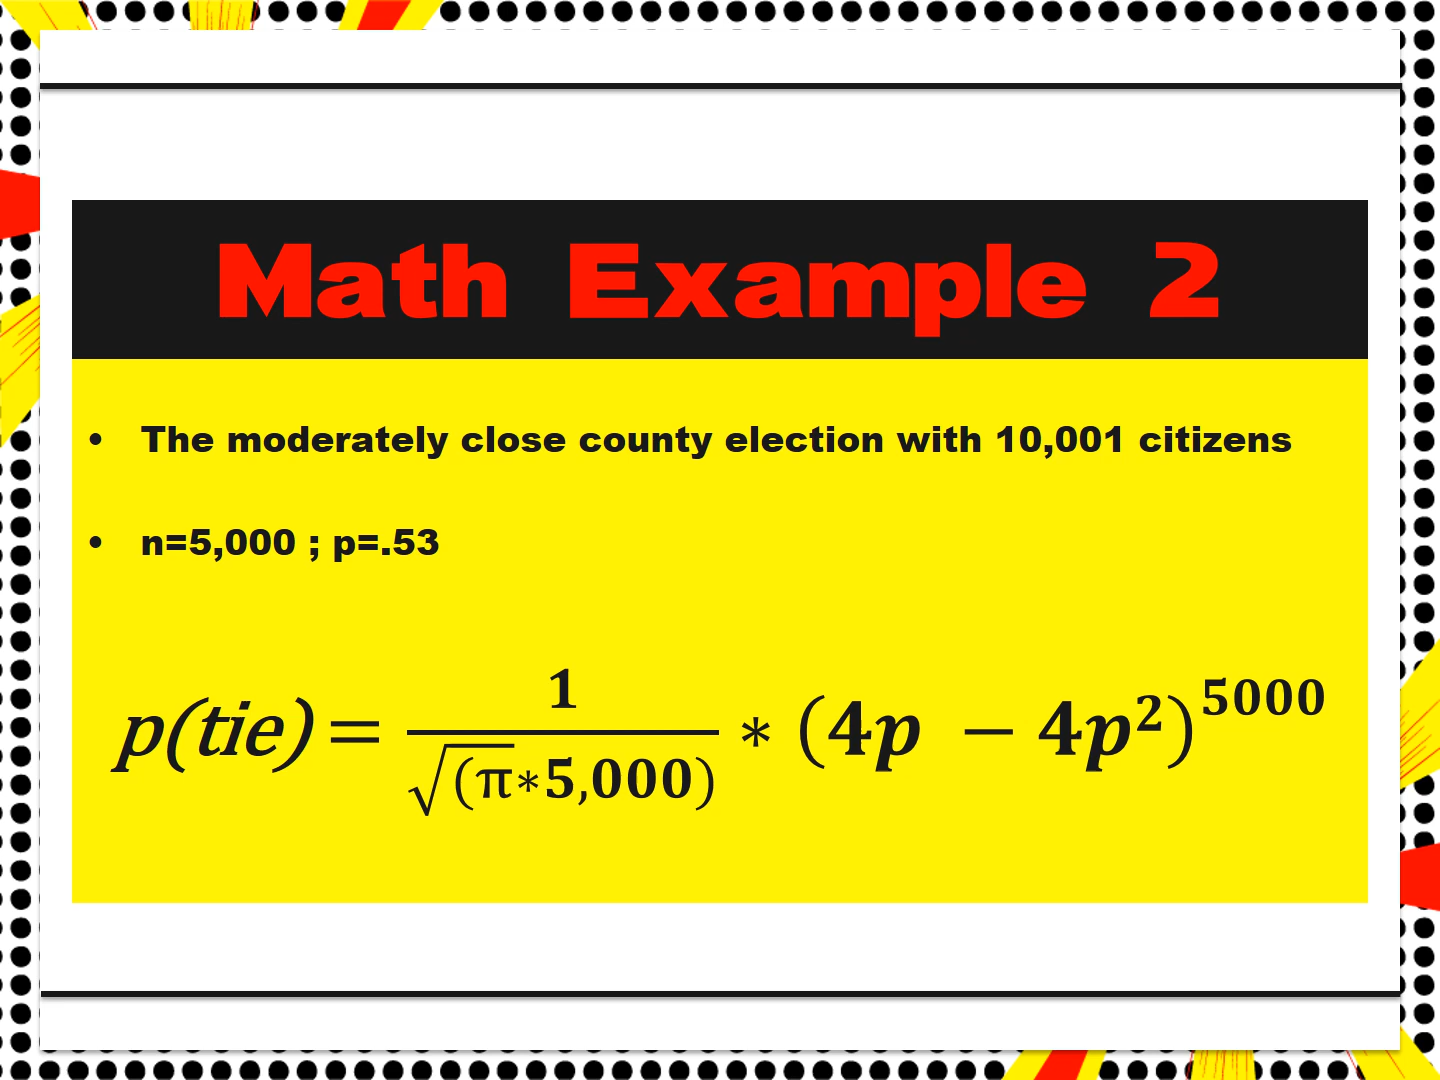 Math Example 2
• The moderately close county election with 10,001 citizens
• n=5,000 ; p=.53
p(tie) = 1/√(π*5,000) * (4p − 4p²)⁵⁰⁰⁰